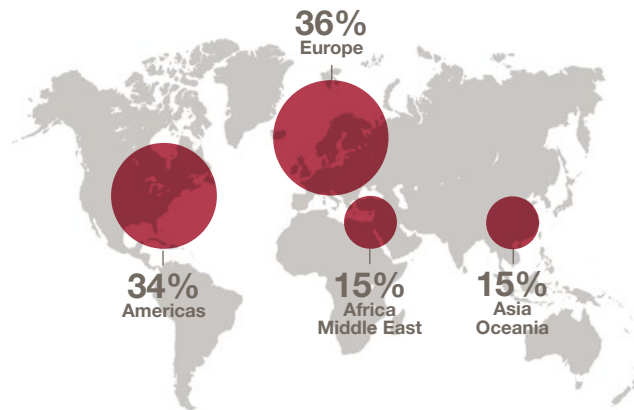 36%
Europe
34%
Americas
15%
Africa
Middle East
15%
Asia
Oceania